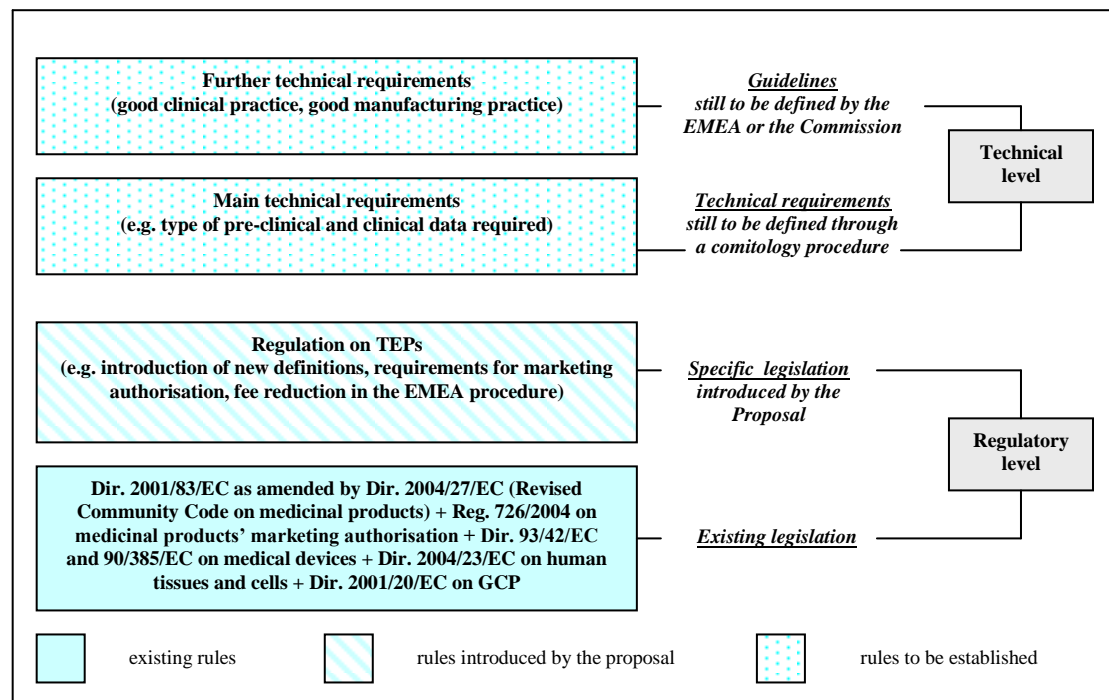 Further technical requirements
(good clinical practice, good manufacturing practice)
Guidelines
still to be defined by the
EMEA or the Commission
Technical
level
Main technical requirements
(e.g. type of pre-clinical and clinical data required)
Technical requirements
still to be defined through
a comitology procedure
Regulation on TEPs
(e.g. introduction of new definitions, requirements for marketing
authorisation, fee reduction in the EMEA procedure)
Specific legislation
introduced by the
Proposal
Regulatory
level
Dir. 2001/83/EC as amended by Dir. 2004/27/EC (Revised
Community Code on medicinal products) + Reg. 726/2004 on
medicinal products’ marketing authorisation + Dir. 93/42/EC
and 90/385/EC on medical devices + Dir. 2004/23/EC on human
tissues and cells + Dir. 2001/20/EC on GCP
Existing legislation
existing rules
rules introduced by the proposal
rules to be established